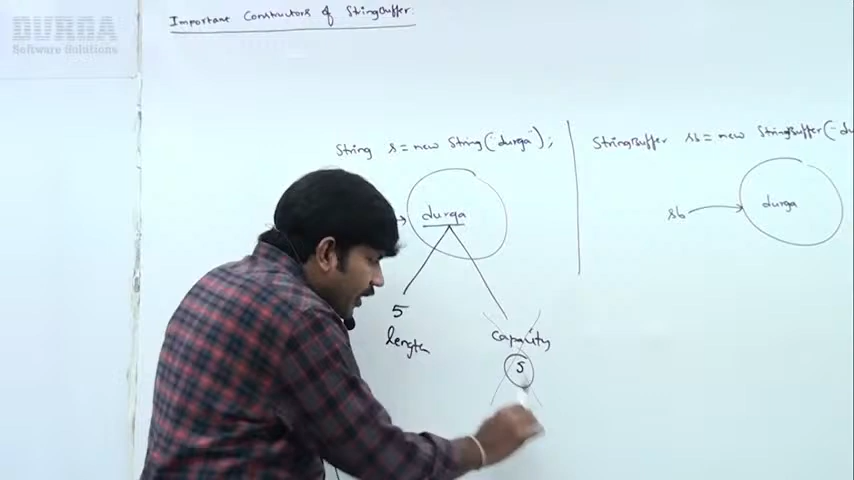 DURGA
Software Solutions
Important Constructors of StringBuffer:
String s = new String("durga");
StringBuffer sb = new StringBuffer("du
durga
sb
durga
5
length
capacity
5